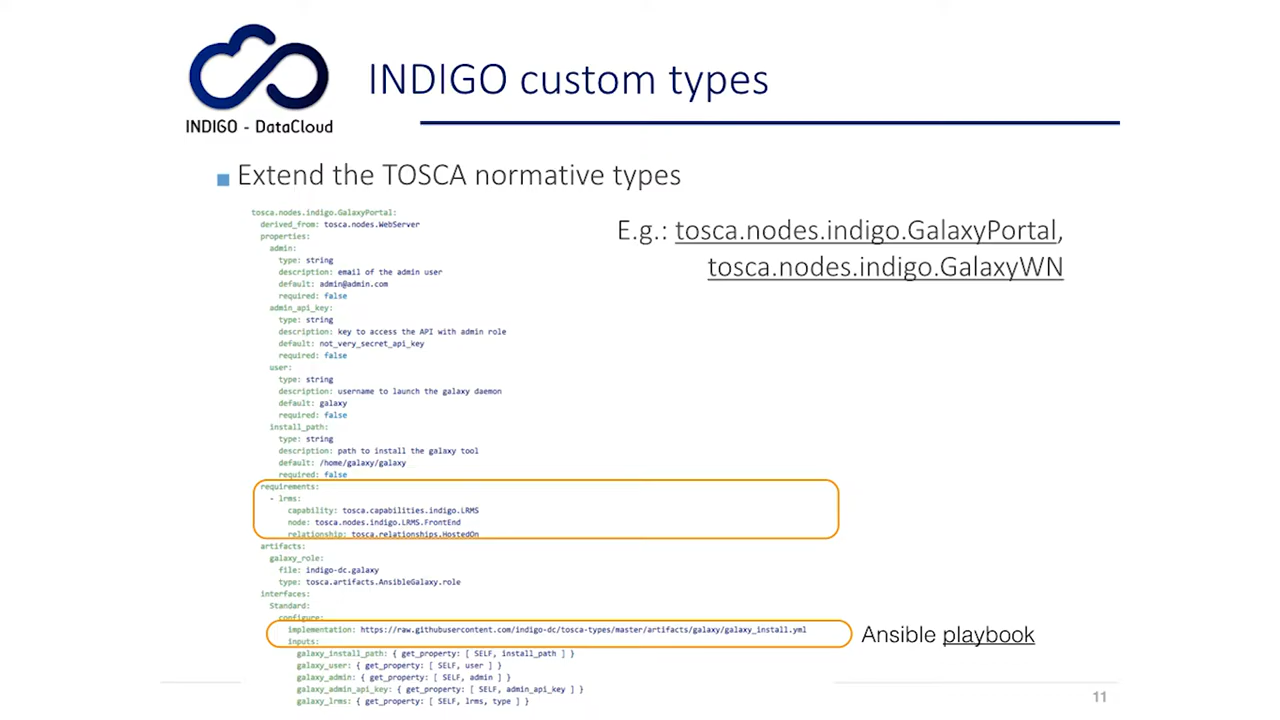 INDIGO - DataCloud
INDIGO custom types
Extend the TOSCA normative types
E.g.: tosca.nodes.indigo.GalaxyPortal,
tosca.nodes.indigo.GalaxyWN
tosca.nodes.indigo.GalaxyPortal:
derived_from: tosca.nodes.WebServer
properties:
admin:
type: string
description: email of the admin user
default: admin@admin.com
required: false
admin_api_key:
type: string
description: key to access the API with admin role
default: not_very_secret_api_key
required: false
user:
type: string
description: username to launch the galaxy daemon
default: galaxy
required: false
install_path:
type: string
description: path to install the galaxy tool
default: /home/galaxy/galaxy
required: false
requirements:
- lrms:
capability: tosca.capabilities.indigo.LRMS
node: tosca.nodes.indigo.LRMS.FrontEnd
relationship: tosca.relationships.HostedOn
artifacts:
galaxy_role:
file: indigo-dc.galaxy
type: tosca.artifacts.AnsibleGalaxy.role
interfaces:
Standard:
configure:
implementation: https://raw.githubusercontent.com/indigo-dc/tosca-types/master/artifacts/galaxy/galaxy_install.yml
Ansible playbook
inputs:
galaxy_install_path: { get_property: [ SELF, install_path ] }
galaxy_user: { get_property: [ SELF, user ] }
galaxy_admin: { get_property: [ SELF, admin ] }
galaxy_admin_api_key: { get_property: [ SELF, admin_api_key ] }
galaxy_lrms: { get_property: [ SELF, lrms, type ] }
11